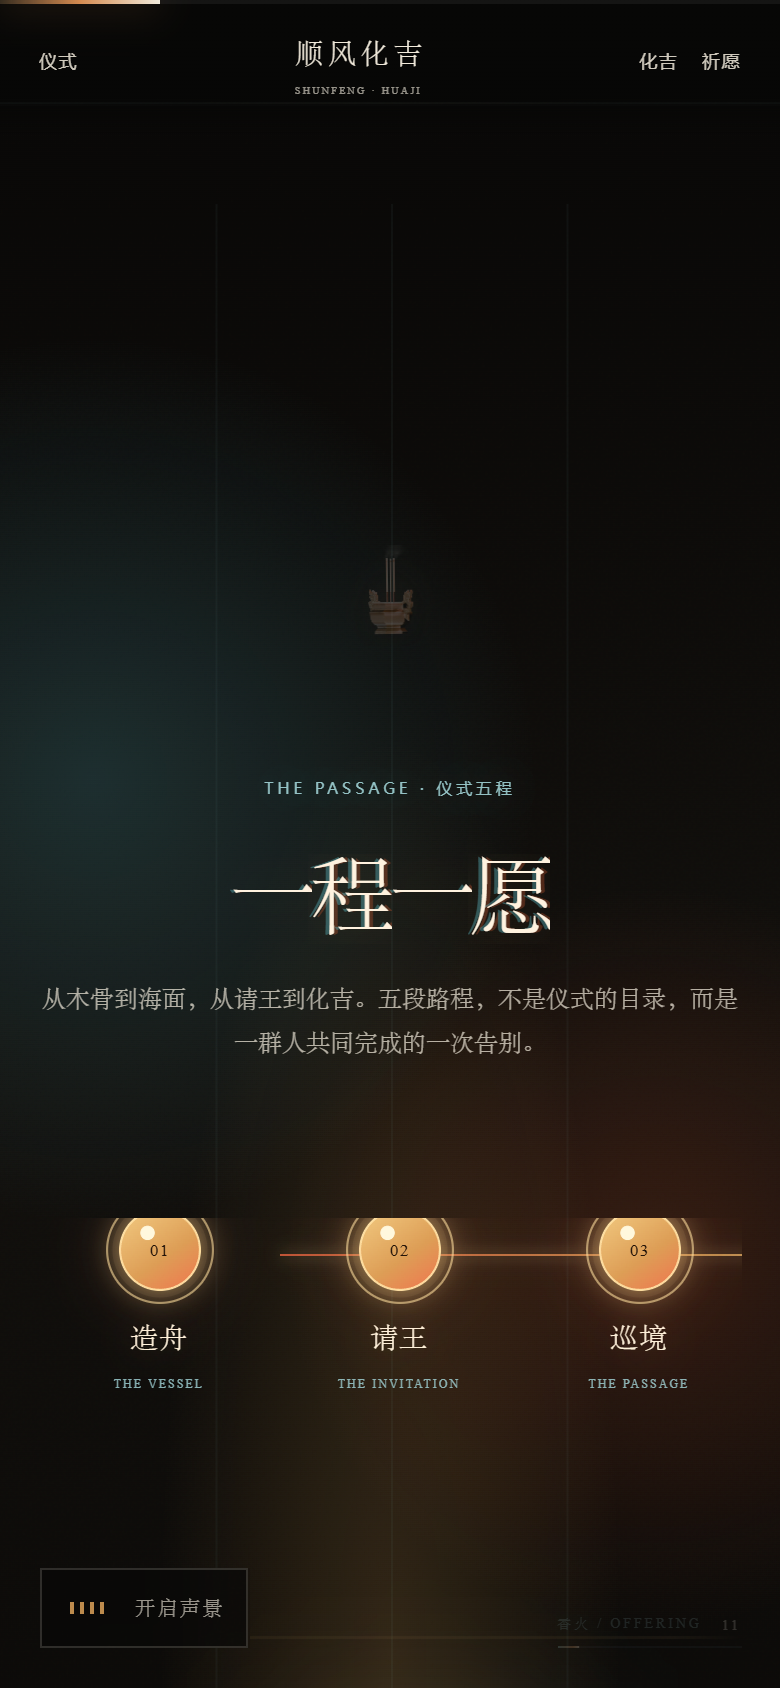 仪式
顺风化吉
SHUNFENG · HUAJI
化吉 祈愿
THE PASSAGE · 仪式五程
一程一愿
从木骨到海面，从请王到化吉。五段路程，不是仪式的目录，而是
一群人共同完成的一次告别。
01
02
03
造舟
请王
巡境
THE VESSEL
THE INVITATION
THE PASSAGE
开启声景
香火 / OFFERING 11